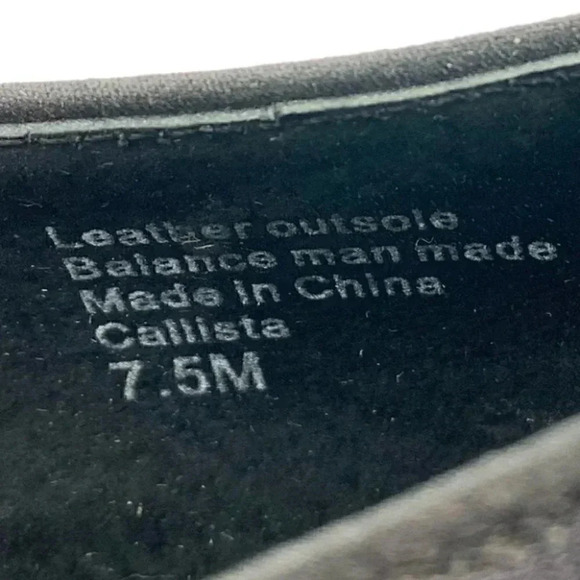 Leather outsole
Balance man made
Made in China
Callista
7.5M